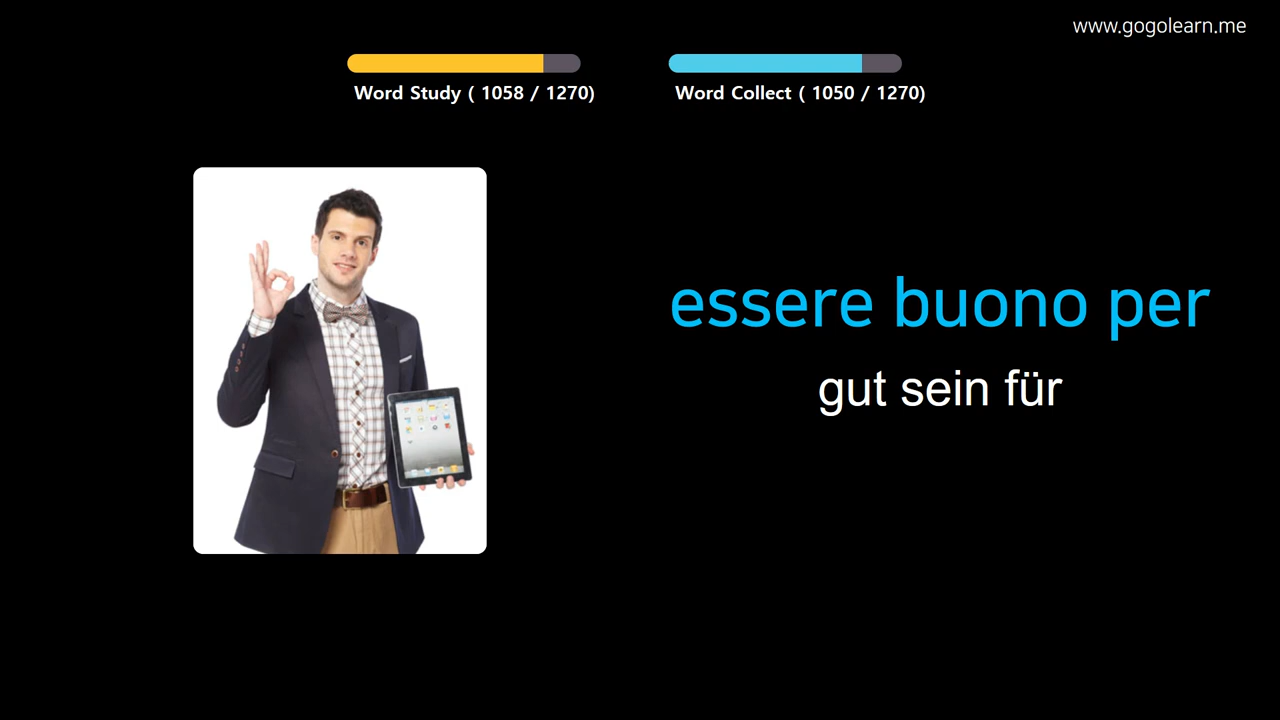 www.gogolearn.me
Word Study ( 1058 / 1270)
Word Collect ( 1050 / 1270)
essere buono per
gut sein für